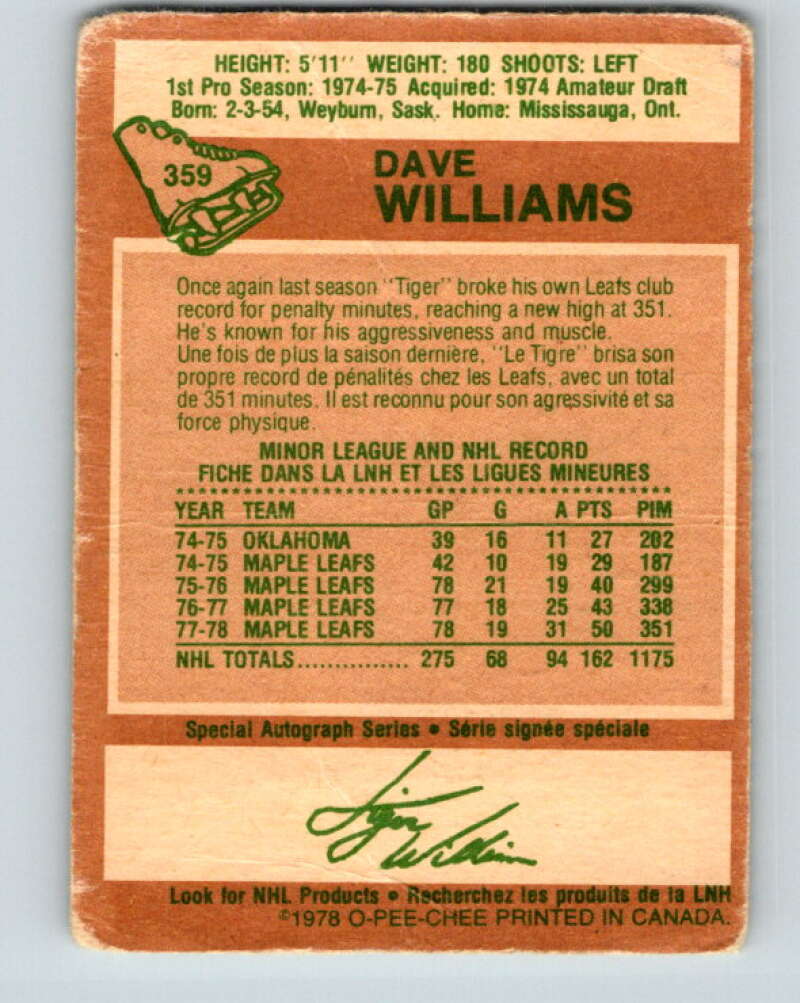 HEIGHT: 5'11'' WEIGHT: 180 SHOOTS: LEFT
1st Pro Season: 1974-75 Acquired: 1974 Amateur Draft
Born: 2-3-54, Weyburn, Sask. Home: Mississauga, Ont.
359
DAVE
WILLIAMS
Once again last season ''Tiger'' broke his own Leafs club
record for penalty minutes, reaching a new high at 351.
He's known for his aggressiveness and muscle.
Une fois de plus la saison dernière, ''Le Tigre'' brisa son
propre record de pénalités chez les Leafs, avec un total
de 351 minutes. Il est reconnu pour son agressivité et sa
force physique.
MINOR LEAGUE AND NHL RECORD
FICHE DANS LA LNH ET LES LIGUES MINEURES
YEAR TEAM GP G A PTS PIM
74-75 OKLAHOMA 39 16 11 27 202
74-75 MAPLE LEAFS 42 10 19 29 187
75-76 MAPLE LEAFS 78 21 19 40 299
76-77 MAPLE LEAFS 77 18 25 43 338
77-78 MAPLE LEAFS 78 19 31 50 351
NHL TOTALS............... 275 68 94 162 1175
Special Autograph Series • Série signée spéciale
Tiger Williams
Look for NHL Products • Recherchez les produits de la LNH
©1978 O-PEE-CHEE PRINTED IN CANADA.